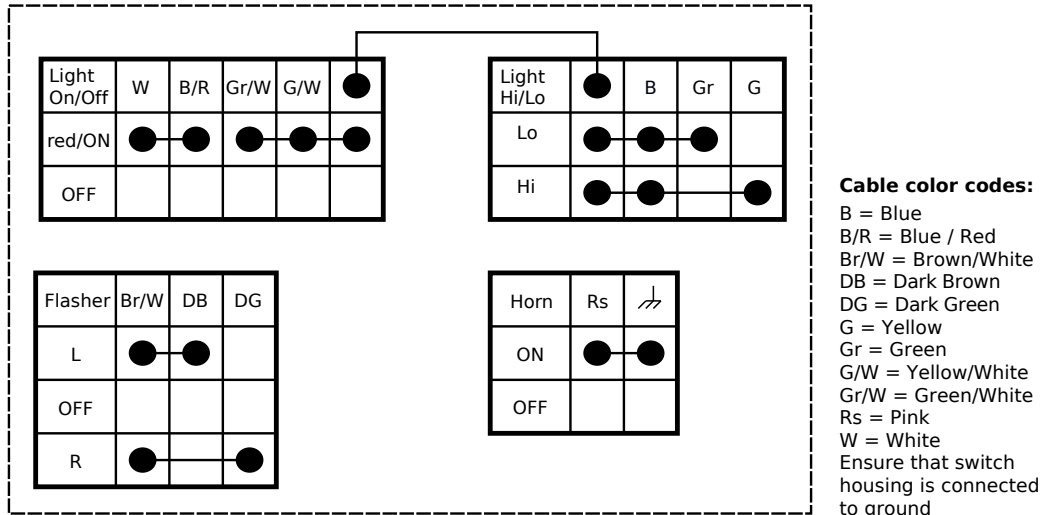 Light On/Off W B/R Gr/W G/W
red/ON
OFF
Light Hi/Lo B Gr G
Lo
Hi
Flasher Br/W DB DG
L
OFF
R
Horn Rs
ON
OFF
Cable color codes:
B = Blue
B/R = Blue / Red
Br/W = Brown/White
DB = Dark Brown
DG = Dark Green
G = Yellow
Gr = Green
G/W = Yellow/White
Gr/W = Green/White
Rs = Pink
W = White
Ensure that switch
housing is connected
to ground